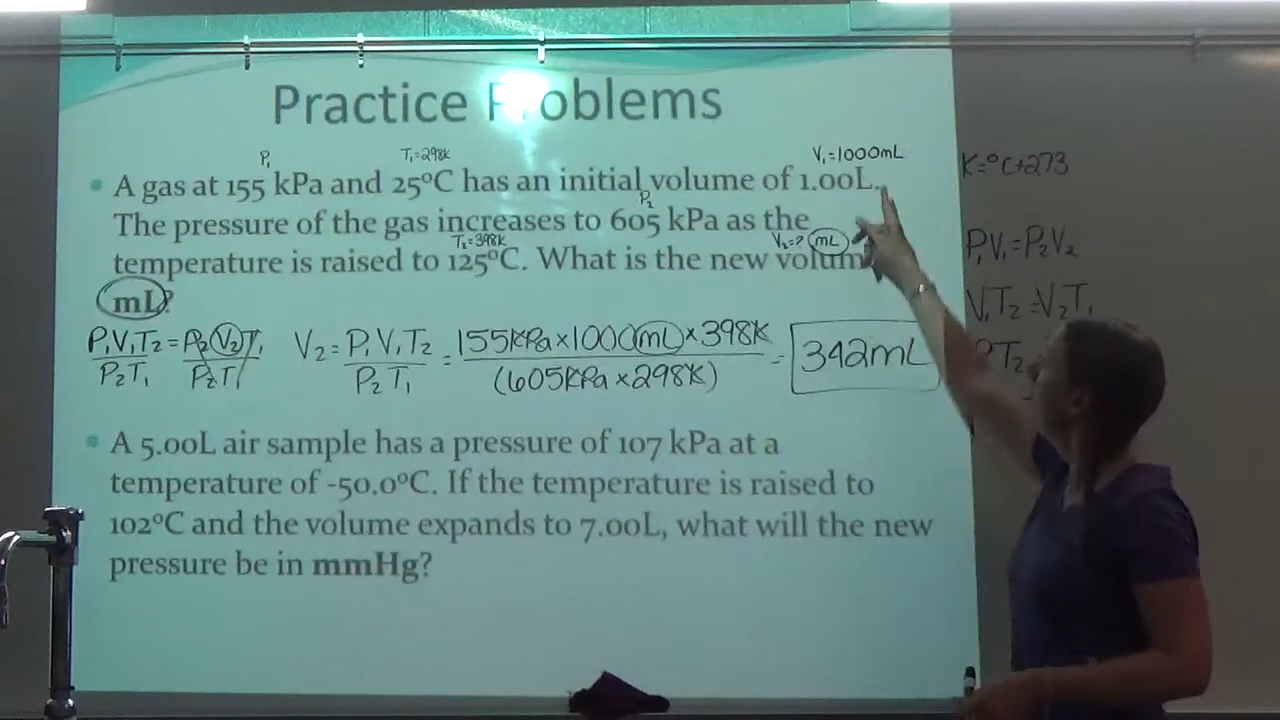 Practice Problems
P₁ T₁=298K V₁=1000mL
• A gas at 155 kPa and 25°C has an initial volume of 1.00L.
P₂
The pressure of the gas increases to 605 kPa as the
T₂=398K V₂=? mL
temperature is raised to 125°C. What is the new
mL?
P₁V₁T₂=P₂V₂T₁ V₂=P₁V₁T₂ = 155kPa×1000mL×398K = 342mL
P₂T₁ P₂T₁ P₂T₁ (605kPa×298K)
• A 5.00L air sample has a pressure of 107 kPa at a
temperature of -50.0°C. If the temperature is raised to
102°C and the volume expands to 7.00L, what will the new
pressure be in mmHg?
K=°C+273
P₁V₁=P₂V₂
V₁T₂=V₂T₁
T₂